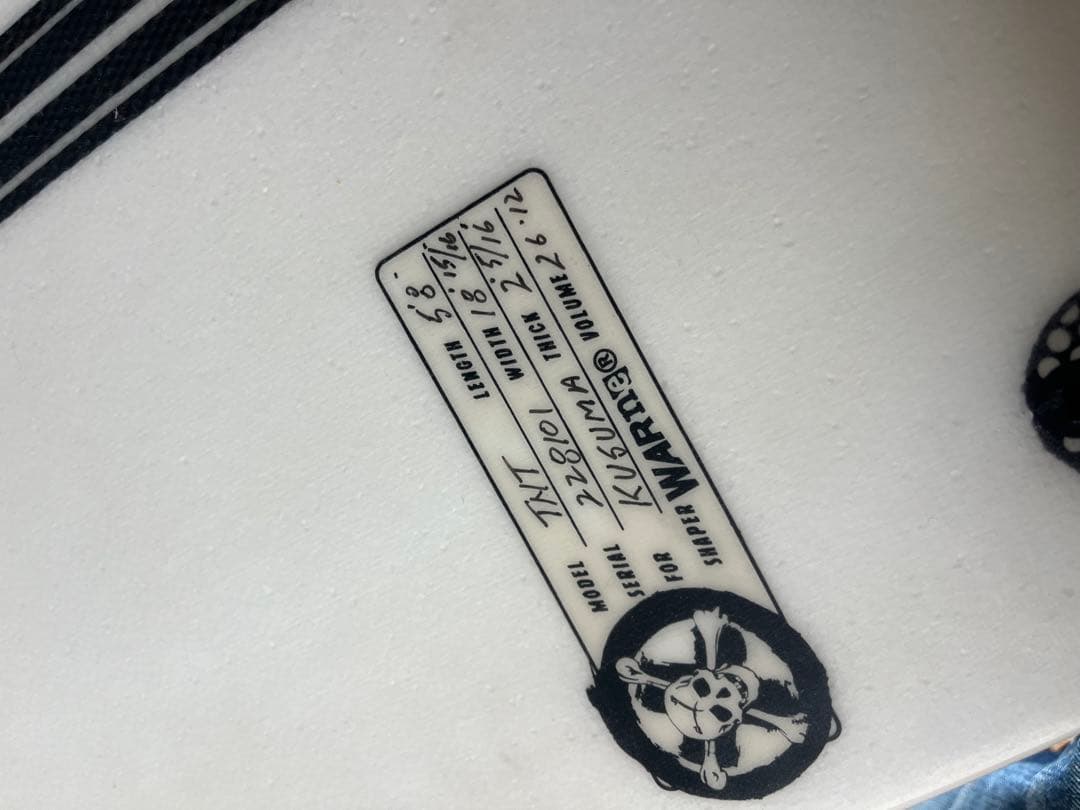 MODEL TNT LENGTH 5'8"
SERIAL 228101 WIDTH 18 15/16
FOR KUSUMA THICK 2 5/16
SHAPER WARne® VOLUME 26.12